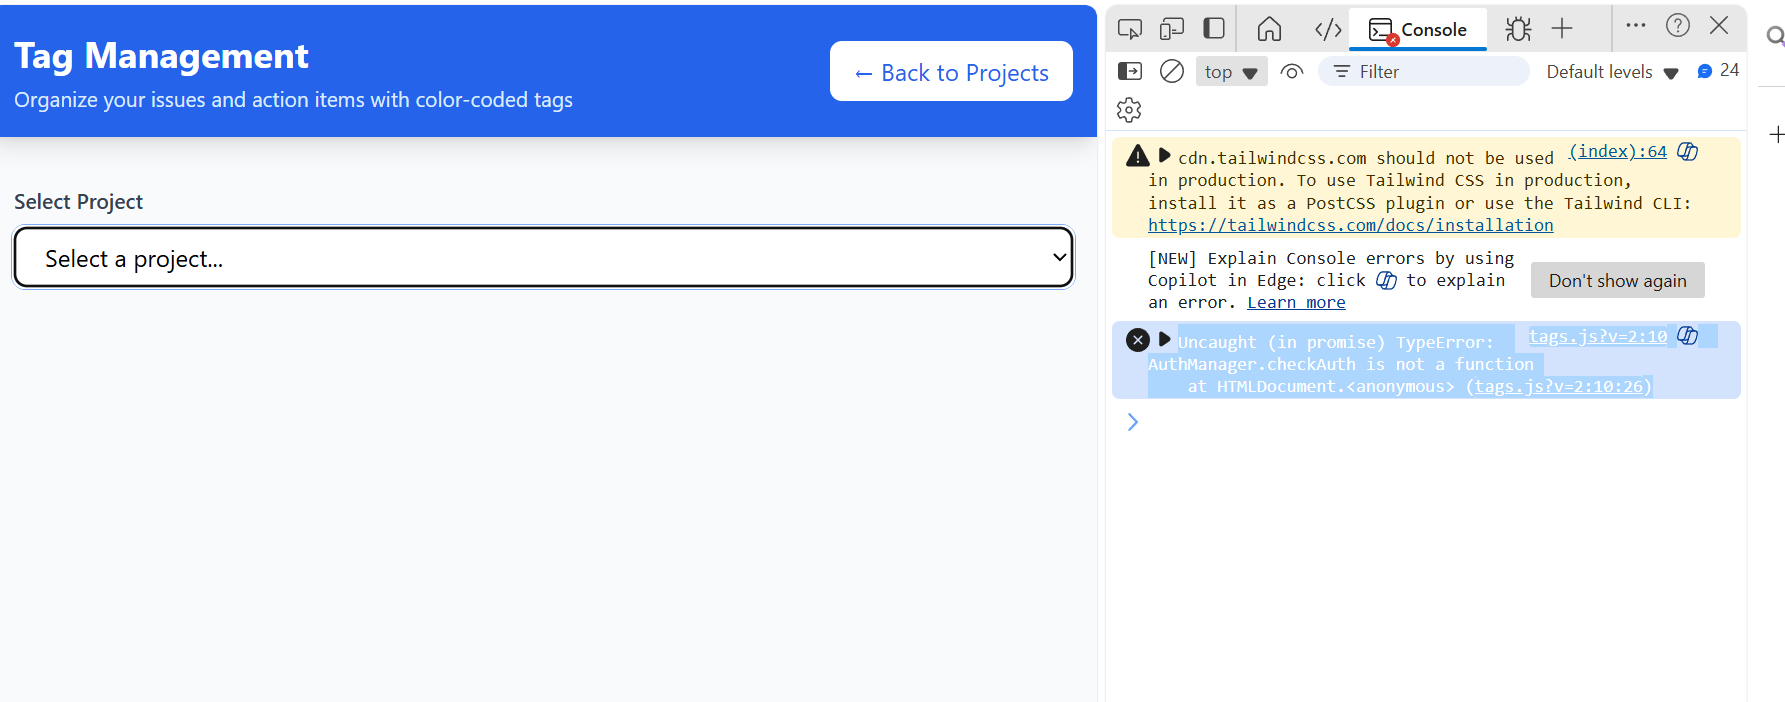 Tag Management
Organize your issues and action items with color-coded tags
← Back to Projects
Select Project
Select a project...
Console
top
Filter
Default levels
24
cdn.tailwindcss.com should not be used (index):64
in production. To use Tailwind CSS in production,
install it as a PostCSS plugin or use the Tailwind CLI:
https://tailwindcss.com/docs/installation
[NEW] Explain Console errors by using
Copilot in Edge: click to explain
an error. Learn more
Don't show again
Uncaught (in promise) TypeError: tags.js?v=2:10
AuthManager.checkAuth is not a function
at HTMLDocument.<anonymous> (tags.js?v=2:10:26)